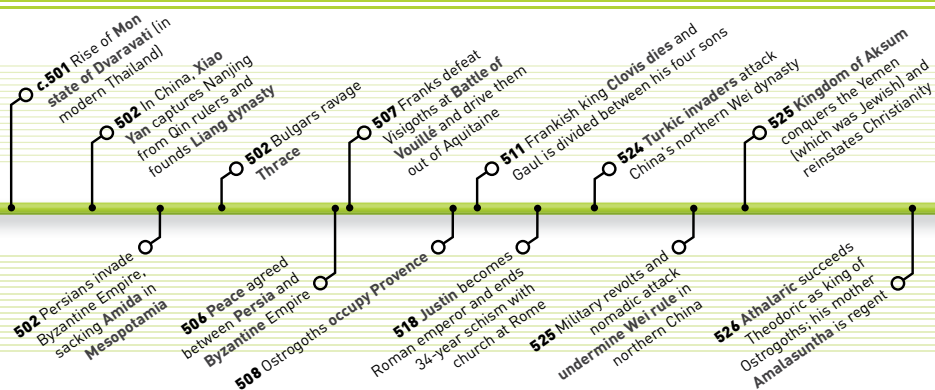 c.501 Rise of Mon
state of Dvaravati (in
modern Thailand)
502 In China, Xiao
Yan captures Nanjing
from Qin rulers and
founds Liang dynasty
502 Bulgars ravage
Thrace
507 Franks defeat
Visigoths at Battle of
Vouillé and drive them
out of Aquitaine
511 Frankish king Clovis dies and
Gaul is divided between his four sons
524 Turkic invaders attack
China's northern Wei dynasty
525 Kingdom of Aksum
conquers the Yemen
(which was Jewish) and
reinstates Christianity
502 Persians invade
Byzantine Empire,
sacking Amida in
Mesopotamia
506 Peace agreed
between Persia and
Byzantine Empire
508 Ostrogoths occupy Provence
518 Justin becomes
Roman emperor and ends
34-year schism with
church at Rome
525 Military revolts and
nomadic attack
undermine Wei rule in
northern China
526 Athalaric succeeds
Theodoric as king of
Ostrogoths; his mother
Amalasuntha is regent